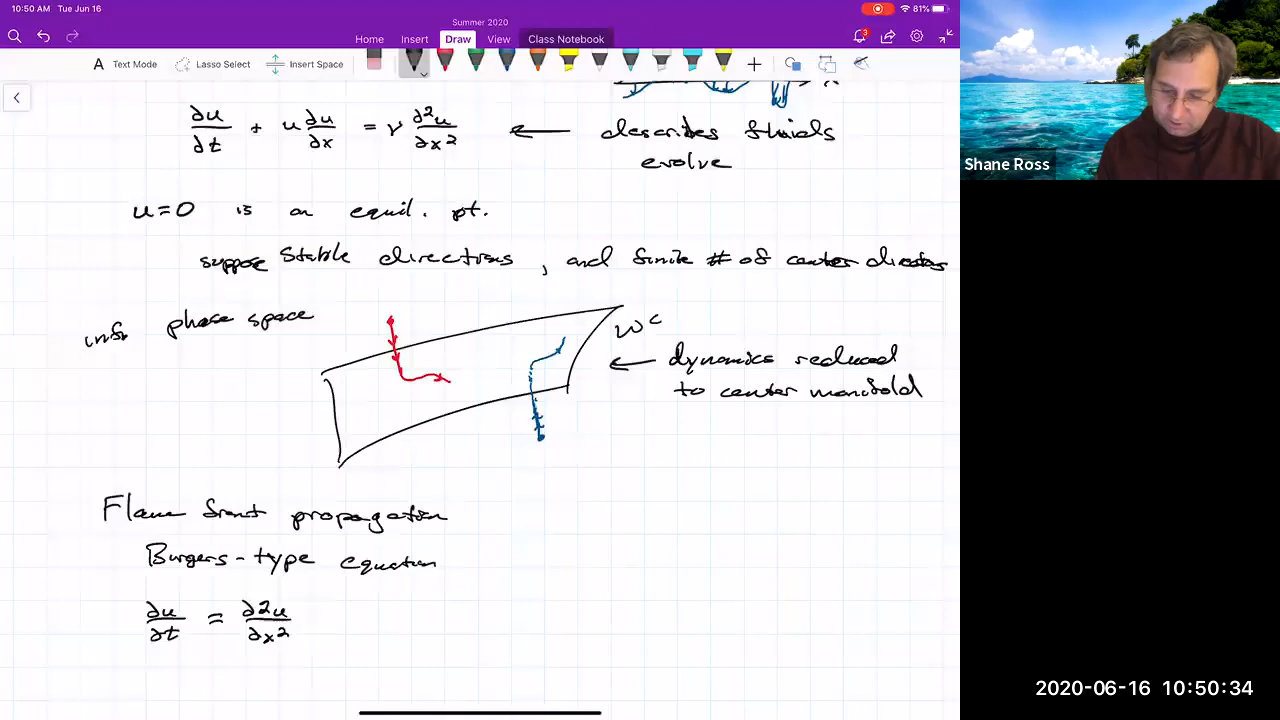 10:50 AM Tue Jun 16
81%
Summer 2020
Home Insert Draw View Class Notebook
3
A Text Mode Lasso Select Insert Space
∂u/∂t + u ∂u/∂x = ν ∂²u/∂x² ← describes fluids
evolve
u=0 is an equil. pt.
suppose stable directions, and finite # of center directions
phase space
Wᶜ
← dynamics reduced
to center manifold
Flame front propagation
Burgers-type equation
∂u/∂t = ∂²u/∂x²
Shane Ross
2020-06-16 10:50:34